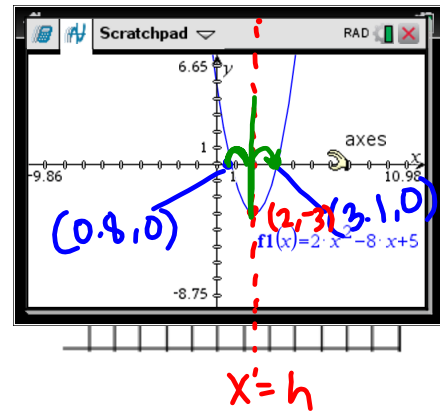 Scratchpad RAD
6.65 y
1
axes
x
-9.86 1 10.98
(0.8,0) (2,-3) (3.1,0)
f1(x)=2·x²-8·x+5
-8.75
x'=h